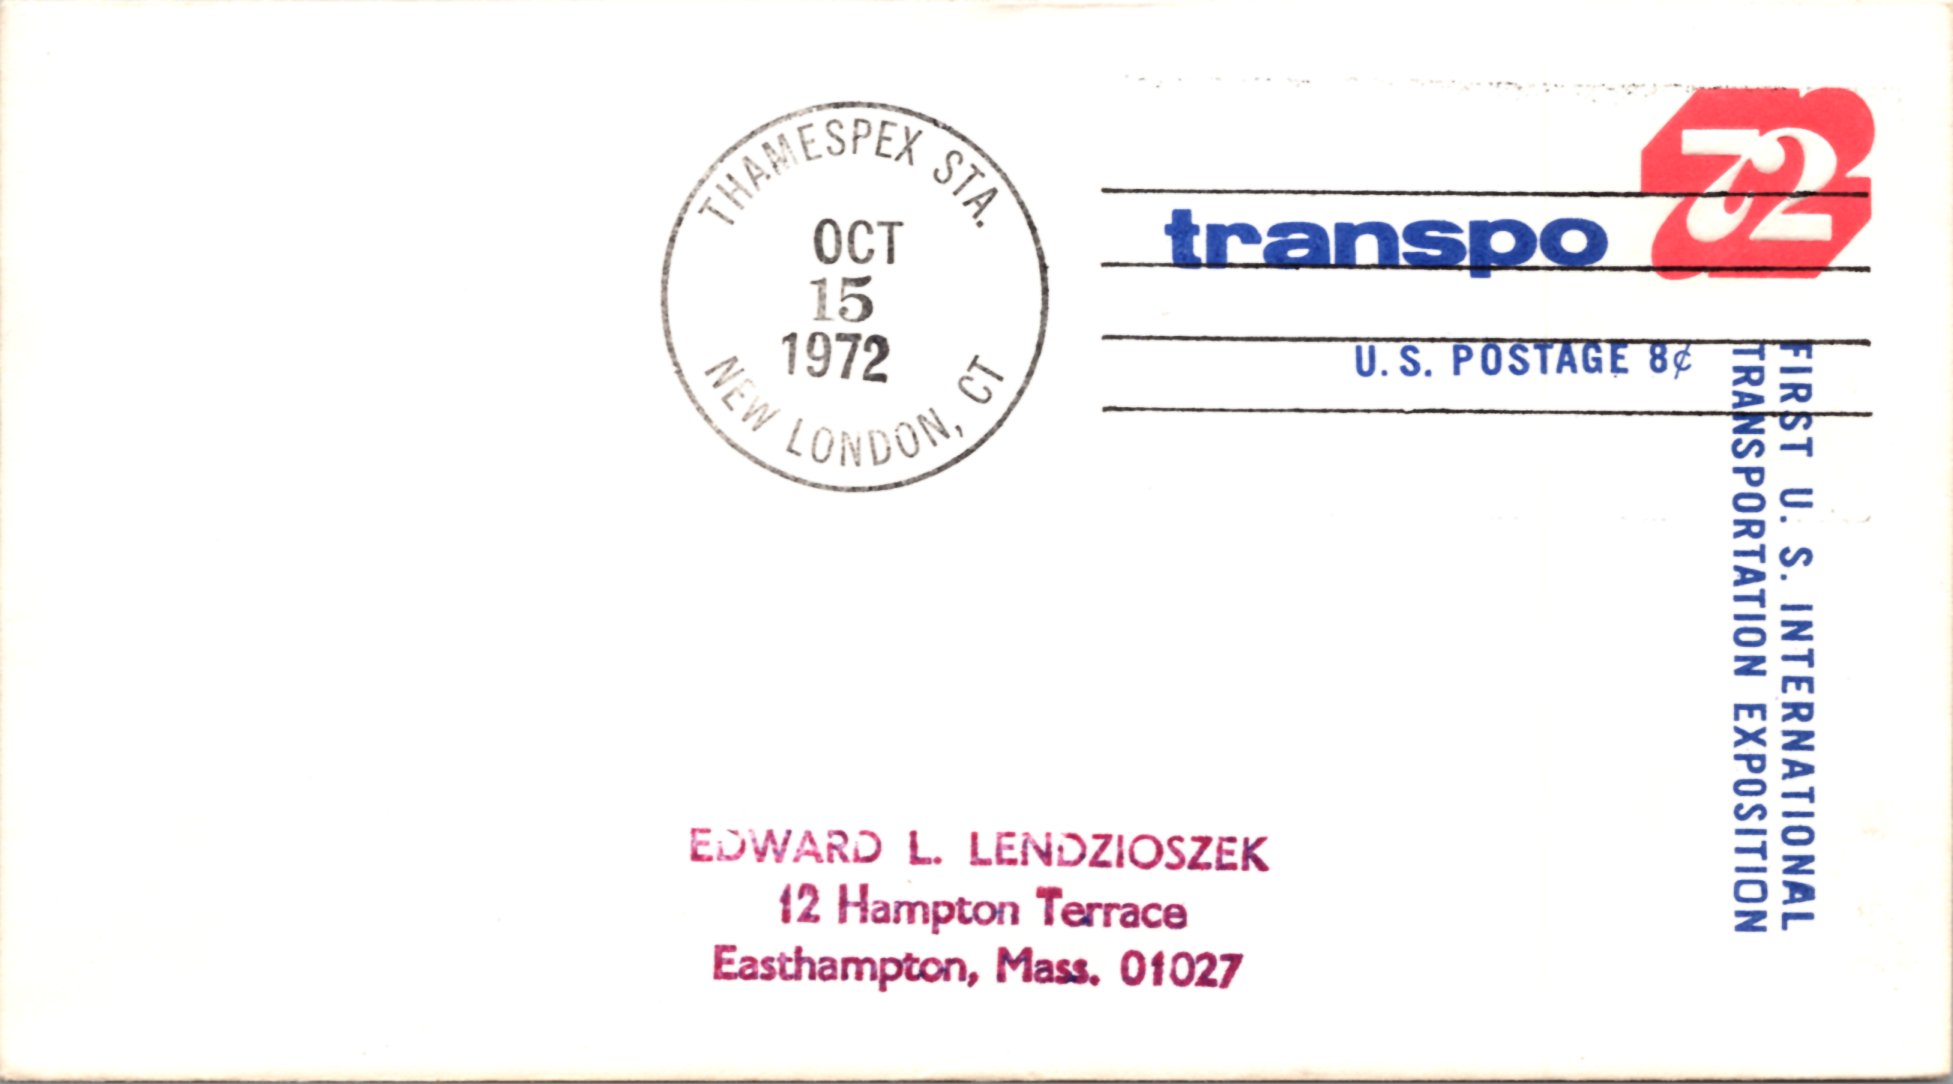 THAMESPEX STA.
OCT
15
1972
NEW LONDON, CT
transpo 72
U.S. POSTAGE 8¢
FIRST U. S. INTERNATIONAL
TRANSPORTATION EXPOSITION
EDWARD L. LENDZIOSZEK
12 Hampton Terrace
Easthampton, Mass. 01027